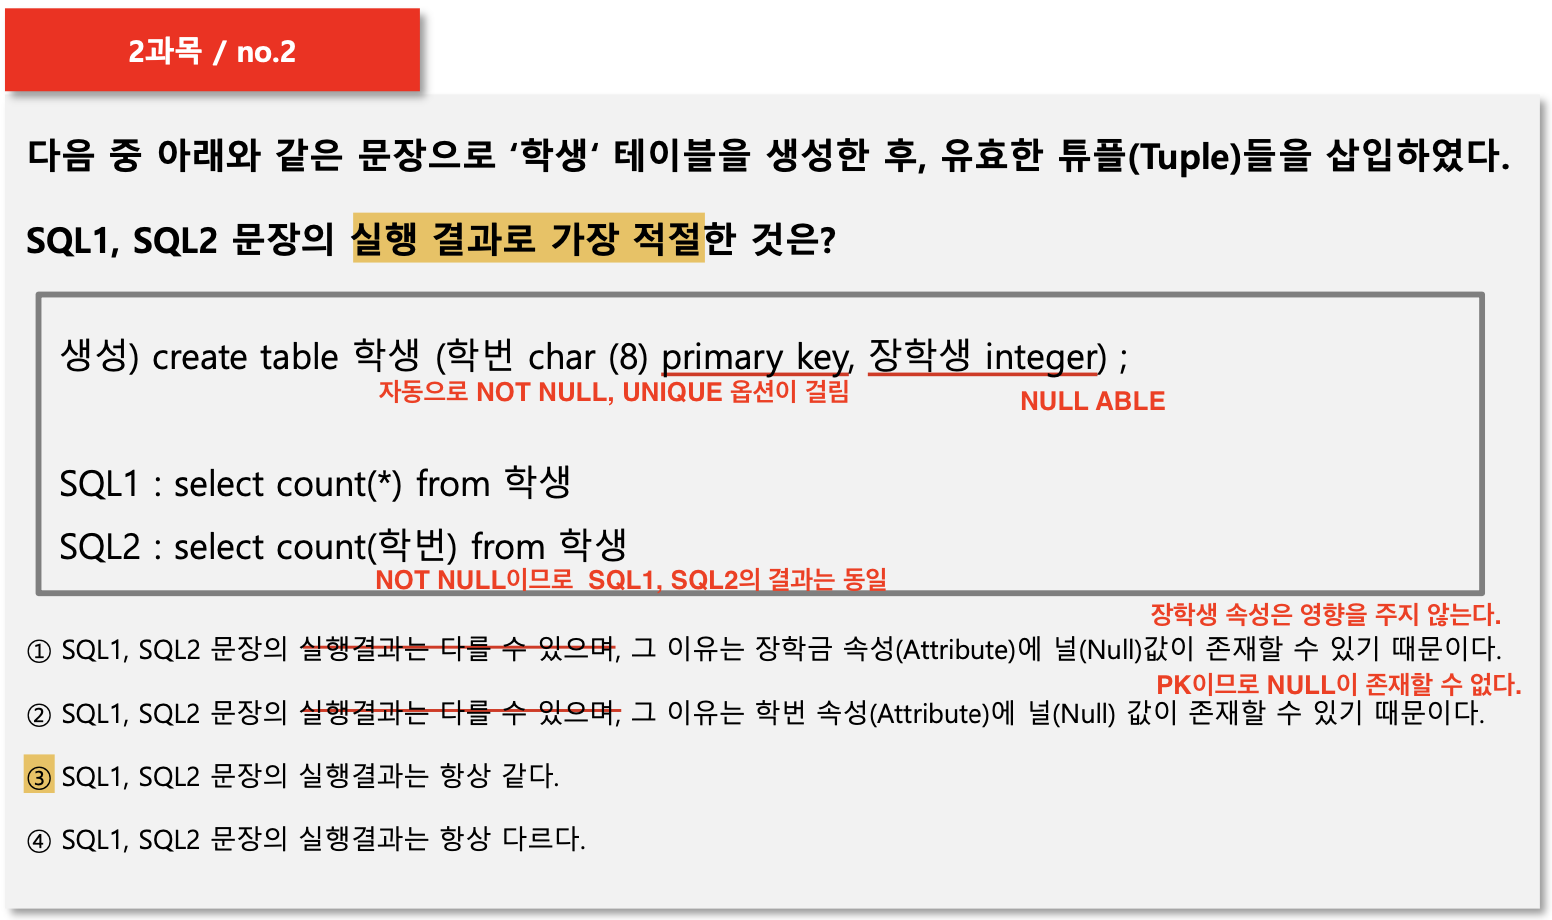 2과목 / no.2
다음 중 아래와 같은 문장으로 ‘학생‘ 테이블을 생성한 후, 유효한 튜플(Tuple)들을 삽입하였다.
SQL1, SQL2 문장의 실행 결과로 가장 적절한 것은?
생성) create table 학생 (학번 char (8) primary key, 장학생 integer) ;
자동으로 NOT NULL, UNIQUE 옵션이 걸림
NULL ABLE
SQL1 : select count(*) from 학생
SQL2 : select count(학번) from 학생
NOT NULL이므로 SQL1, SQL2의 결과는 동일
장학생 속성은 영향을 주지 않는다.
① SQL1, SQL2 문장의 실행결과는 다를 수 있으며, 그 이유는 장학금 속성(Attribute)에 널(Null)값이 존재할 수 있기 때문이다.
PK이므로 NULL이 존재할 수 없다.
② SQL1, SQL2 문장의 실행결과는 다를 수 있으며, 그 이유는 학번 속성(Attribute)에 널(Null) 값이 존재할 수 있기 때문이다.
③ SQL1, SQL2 문장의 실행결과는 항상 같다.
④ SQL1, SQL2 문장의 실행결과는 항상 다르다.